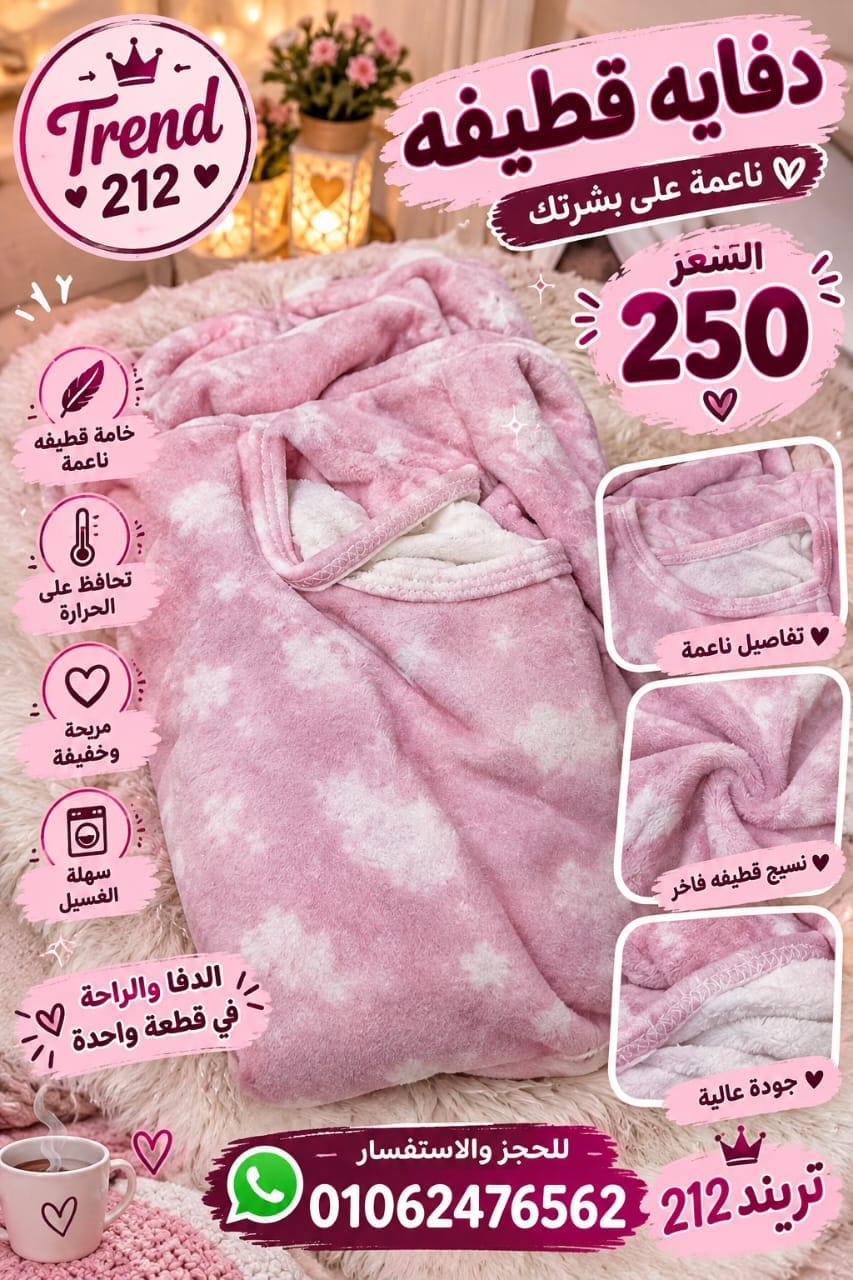 Trend
212
دفايه قطيفه
ناعمة على بشرتك
السعر
250
خامة قطيفه
ناعمة
تحافظ على
الحرارة
مريحة
وخفيفة
سهلة
الغسيل
تفاصيل ناعمة
نسيج قطيفه فاخر
جودة عالية
الدفا والراحة
في قطعة واحدة
للحجز والاستفسار
01062476562
تريند 212